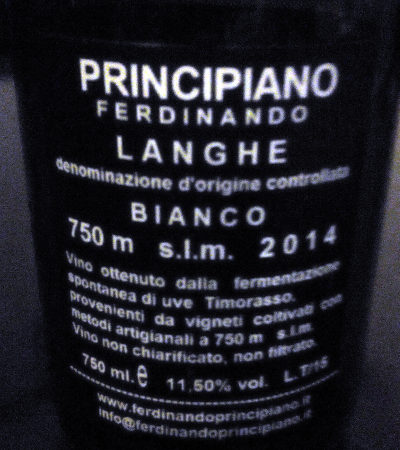 PRINCIPIANO
FERDINANDO
LANGHE
denominazione d'origine controllata
BIANCO
750 m s.l.m. 2014
Vino ottenuto dalla fermentazione
spontanea di uve Timorasso.
provenienti da vigneti coltivati con
metodi artigianali a 750 m s.l.m.
Vino non chiarificato, non filtrato.
750 ml. e 11,50% vol. L.T/15
www.ferdinandoprincipiano.it
info@ferdinandoprincipiano.it